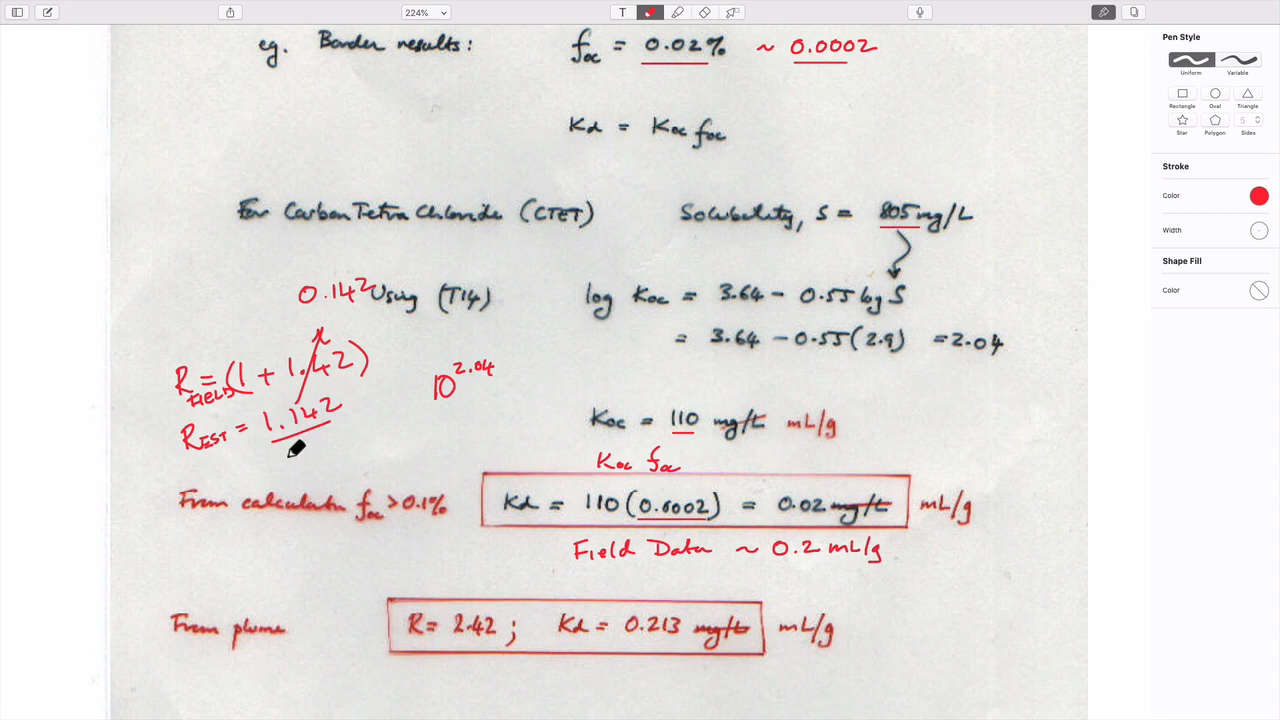 224%
T
Pen Style
Uniform Variable
Rectangle Oval Triangle
Star Polygon 5 Sides
Stroke
Color
Width
Shape Fill
Color
eg. Border results: foc = 0.02% ~ 0.0002
Kd = Koc foc
For Carbon Tetra Chloride (CTET) Solubility, S = 805 mg/L
0.142 Using (T14) log Koc = 3.64 - 0.55 log S
= 3.64 - 0.55 (2.9) = 2.04
R FIELD = (1 + 1.42)
10^2.04
R EST = 1.142
Koc = 110 mg/L mL/g
Koc foc
From calculatn foc > 0.1% Kd = 110 (0.0002) = 0.02 mg/L mL/g
Field Data ~ 0.2 mL/g
From plume R = 2.42 ; Kd = 0.213 mg/L mL/g